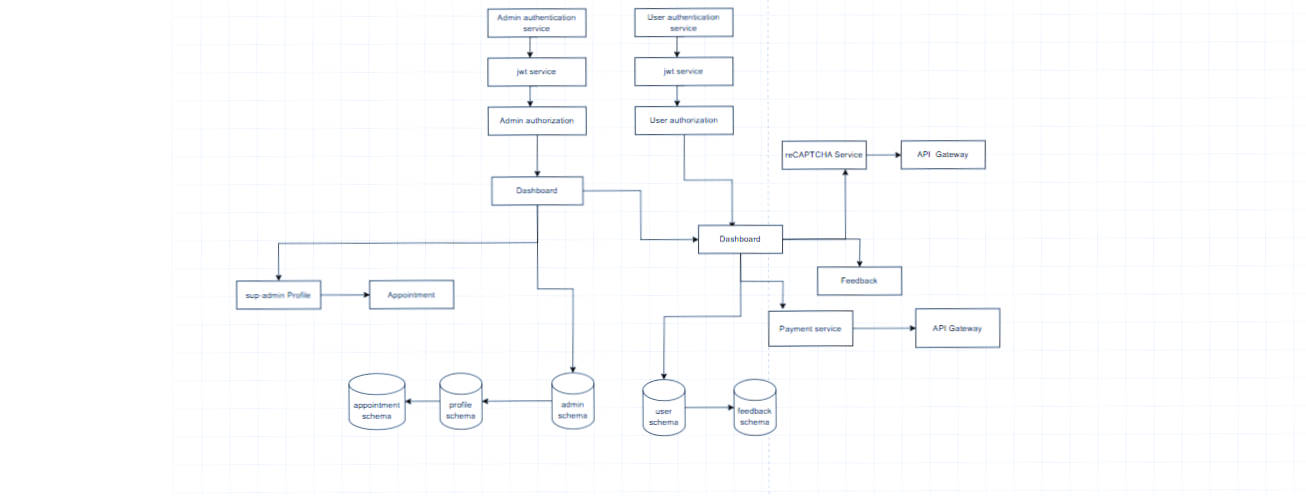 Admin authentication
service
User authentication
service
jwt service
jwt service
Admin authorization
User authorization
reCAPTCHA Service
API Gateway
Dashboard
Dashboard
Feedback
sup-admin Profile
Appointment
Payment service
API Gateway
appointment
schema
profile
schema
admin
schema
user
schema
feedback
schema